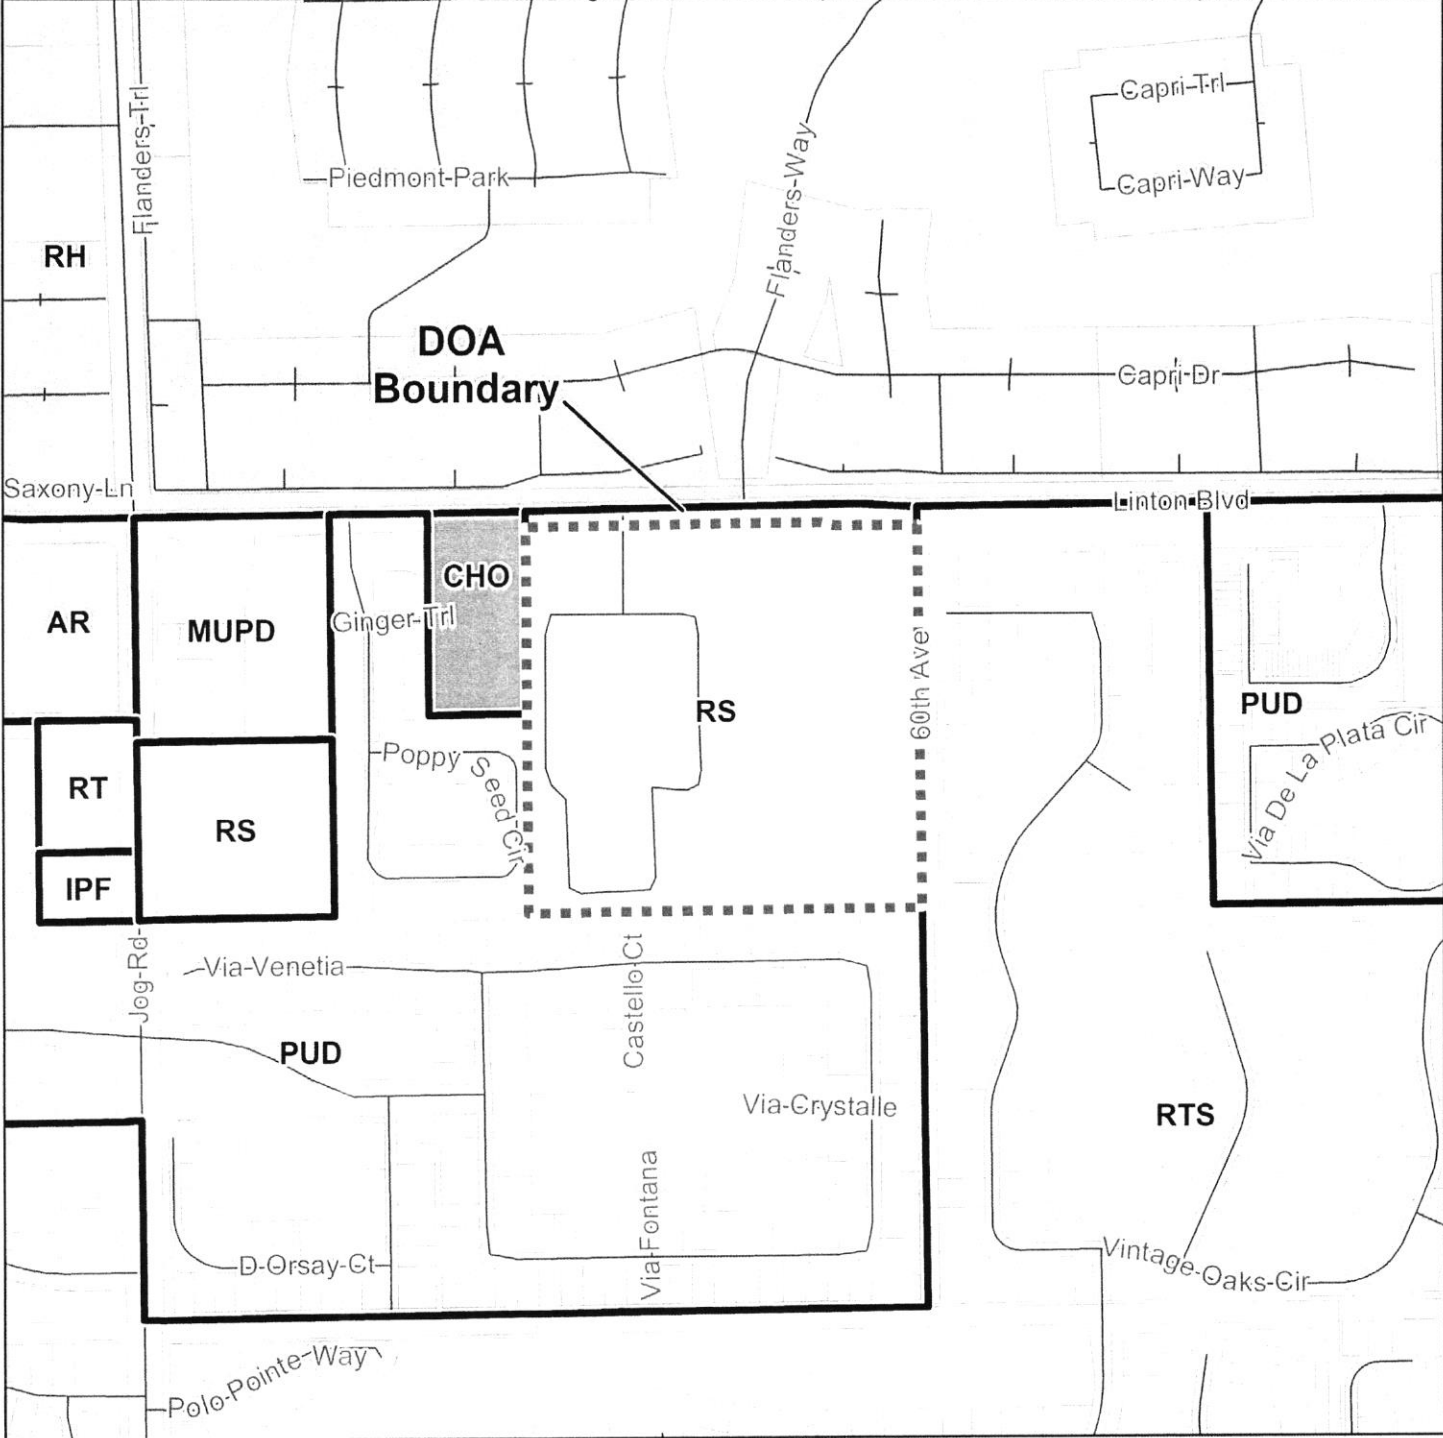 Capri-Trl
Flanders-Trl
Piedmont-Park
Capri-Way
Flanders-Way
RH
DOA
Boundary
Capri-Dr
Saxony-Ln
Linton Blvd
CHO
AR
MUPD
Ginger-Trl
60th Ave
RS
PUD
Poppy Seed Cir
Via De La Plata Cir
RT
RS
IPF
Jog-Rd
Via-Venetia
Castello-Ct
PUD
Via-Crystalle
RTS
Via-Fontana
D-Orsay-Ct
Vintage-Oaks-Cir
Polo-Pointe-Way